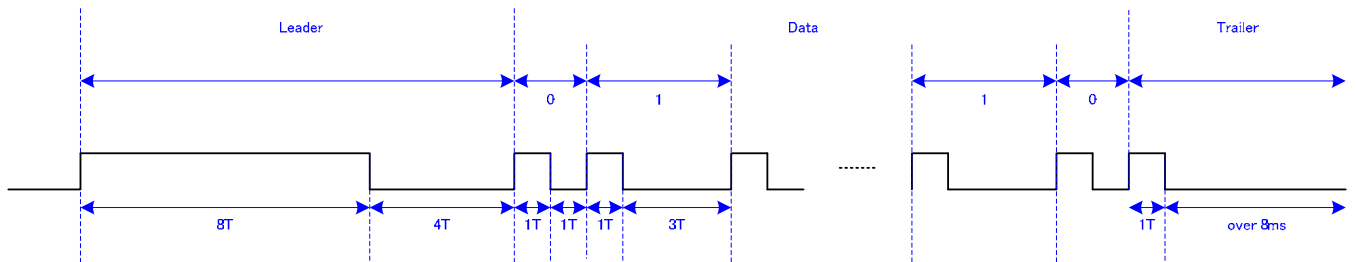 Leader Data Trailer
0 1 1 0
8T 4T 1T 1T 1T 3T 1T over 8ms